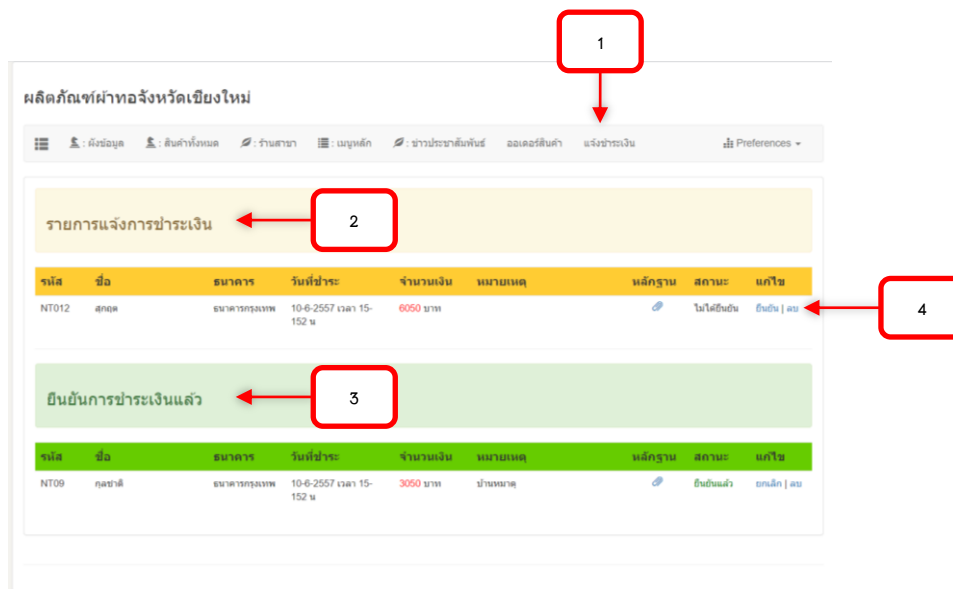 1
ผลิตภัณฑ์ผ้าทอจังหวัดเชียงใหม่
: ผังข้อมูล : สินค้าทั้งหมด : ร้านสาขา : เมนูหลัก : ข่าวประชาสัมพันธ์ ออเดอร์สินค้า แจ้งชำระเงิน Preferences
รายการแจ้งการชำระเงิน 2
รหัส ชื่อ ธนาคาร วันที่ชำระ จำนวนเงิน หมายเหตุ หลักฐาน สถานะ แก้ไข
NT012 ธนาคารกรุงเทพ 10-6-2557 เวลา 15- 6050 บาท ไม่ได้ยืนยัน ยืนยัน | ลบ 4
152 น
ยืนยันการชำระเงินแล้ว 3
รหัส ชื่อ ธนาคาร วันที่ชำระ จำนวนเงิน หมายเหตุ หลักฐาน สถานะ แก้ไข
NT09 กุลชาติ ธนาคารกรุงเทพ 10-6-2557 เวลา 15- 3050 บาท ยืนยันแล้ว ยกเลิก | ลบ
152 น